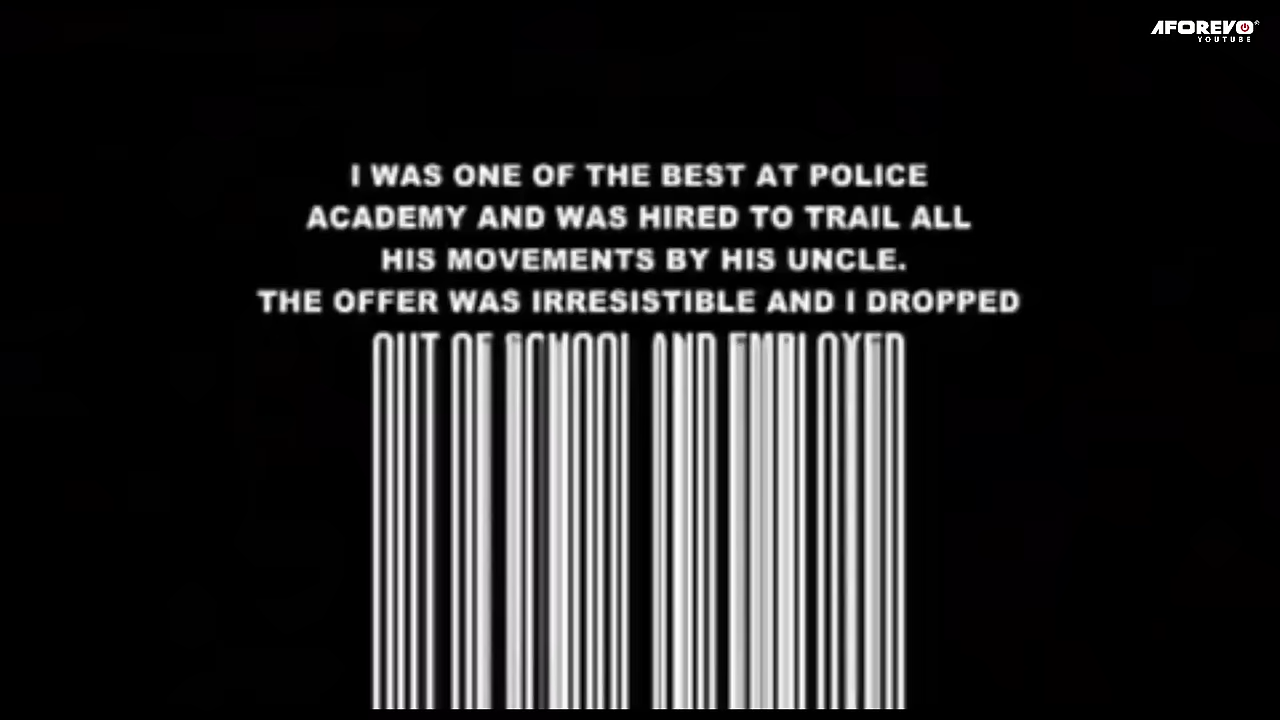 AFOREVO
YOUTUBE
I WAS ONE OF THE BEST AT POLICE
ACADEMY AND WAS HIRED TO TRAIL ALL
HIS MOVEMENTS BY HIS UNCLE.
THE OFFER WAS IRRESISTIBLE AND I DROPPED
OUT OF SCHOOL AND EMPLOYED